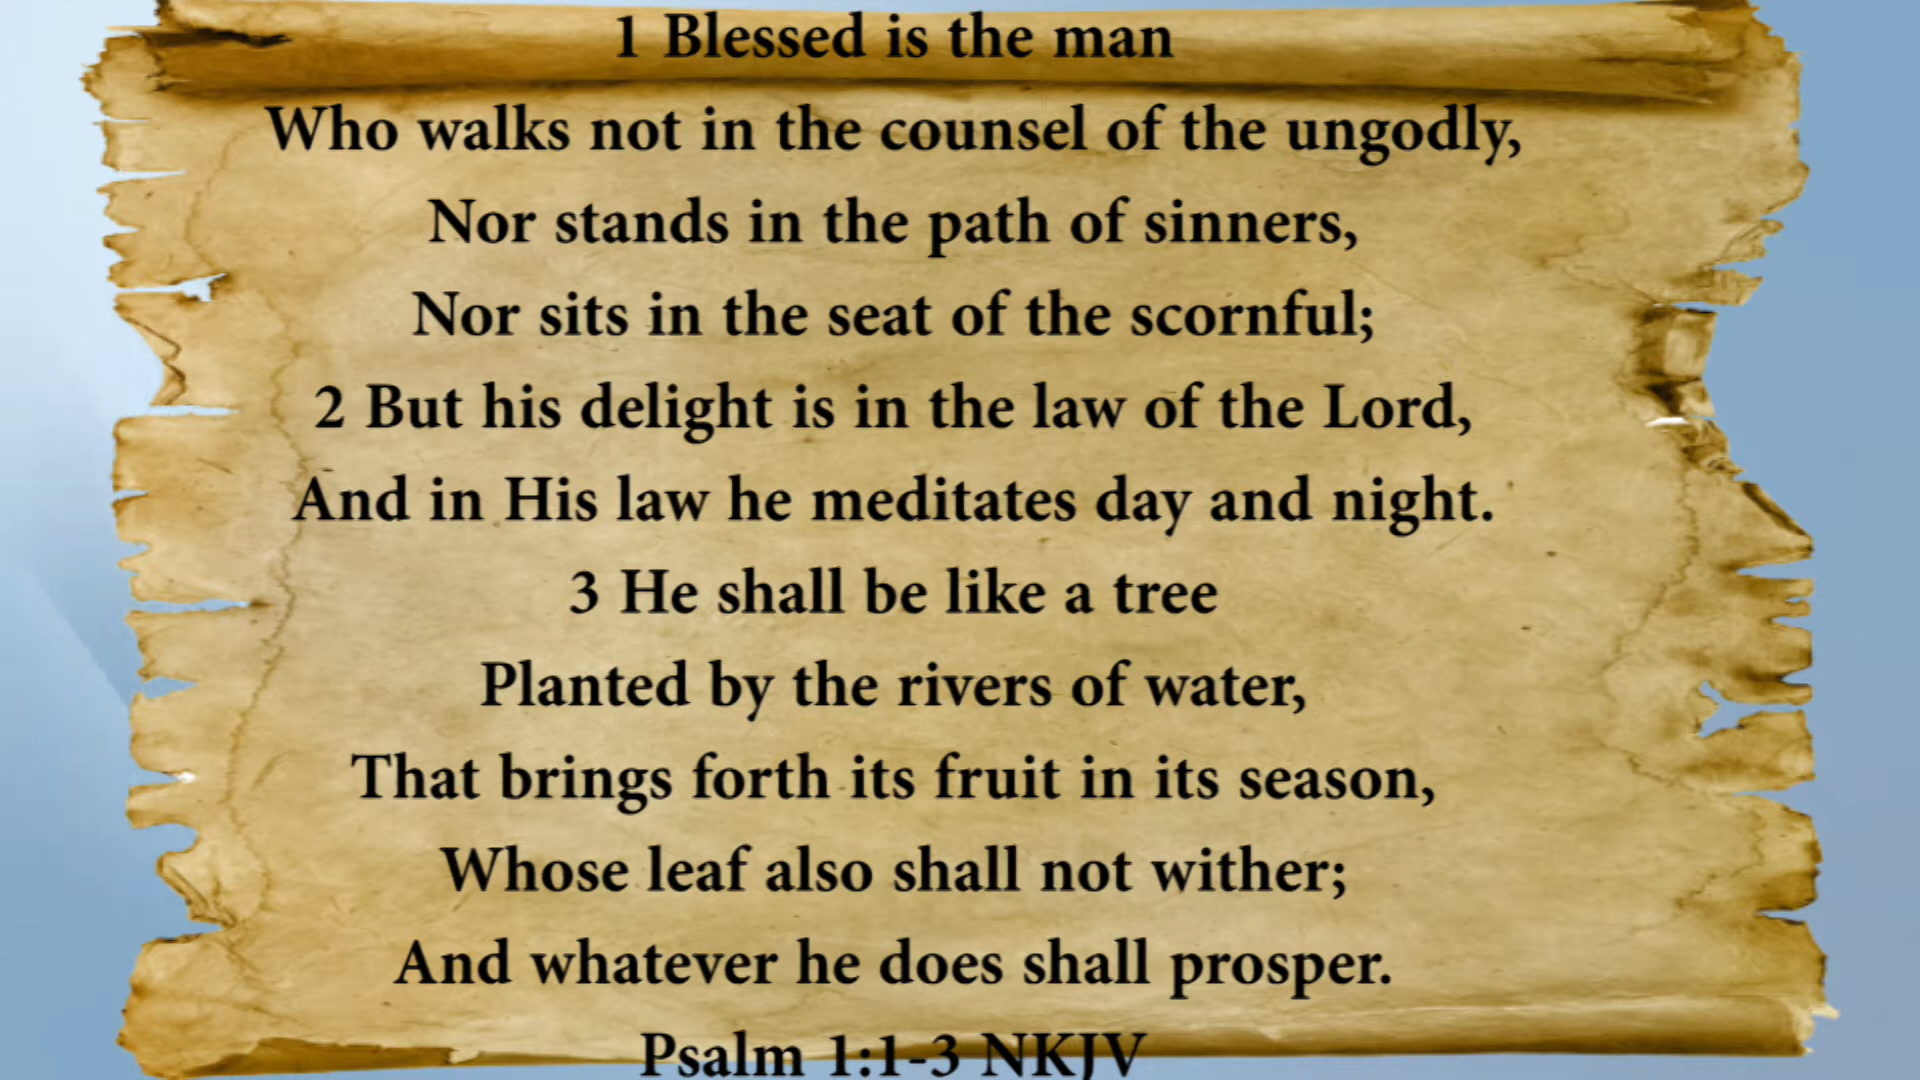 1 Blessed is the man
Who walks not in the counsel of the ungodly,
Nor stands in the path of sinners,
Nor sits in the seat of the scornful;
2 But his delight is in the law of the Lord,
And in His law he meditates day and night.
3 He shall be like a tree
Planted by the rivers of water,
That brings forth its fruit in its season,
Whose leaf also shall not wither;
And whatever he does shall prosper.
Psalm 1:1-3 NKJV